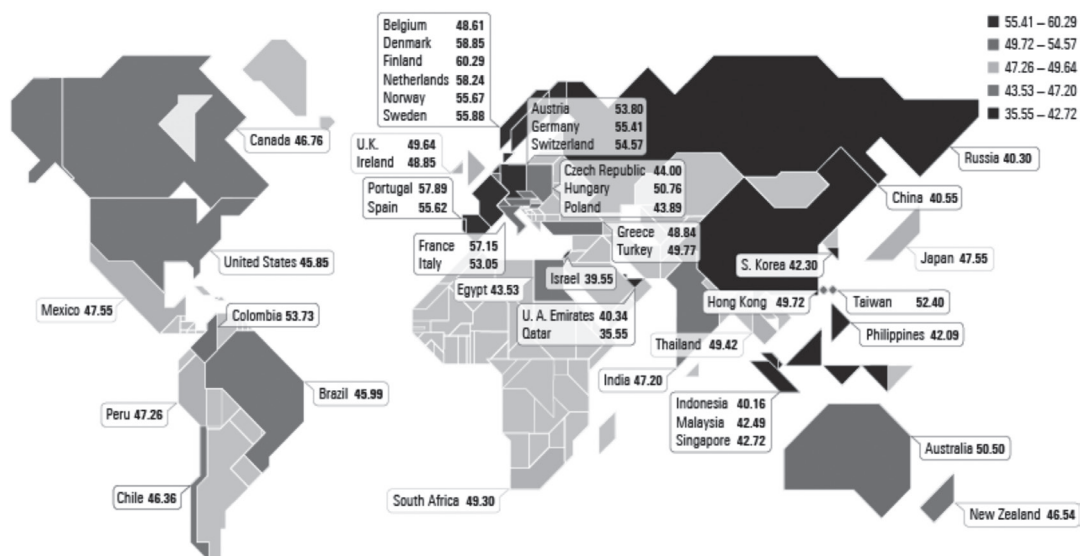 Belgium 48.61
Denmark 58.85
Finland 60.29
Netherlands 58.24
Norway 55.67
Sweden 55.88
55.41 – 60.29
49.72 – 54.57
47.26 – 49.64
43.53 – 47.20
35.55 – 42.72
Canada 46.76
U.K. 49.64
Ireland 48.85
Austria 53.80
Germany 55.41
Switzerland 54.57
Russia 40.30
Portugal 57.89
Spain 55.62
Czech Republic 44.00
Hungary 50.76
Poland 43.89
China 40.55
France 57.15
Italy 53.05
Greece 48.84
Turkey 49.77
United States 45.85
Israel 39.55
S. Korea 42.30
Japan 47.55
Mexico 47.55
Colombia 53.73
Egypt 43.53
U. A. Emirates 40.34
Qatar 35.55
Hong Kong 49.72
Taiwan 52.40
Philippines 42.09
Thailand 49.42
India 47.20
Peru 47.26
Brazil 45.99
Indonesia 40.16
Malaysia 42.49
Singapore 42.72
Australia 50.50
Chile 46.36
South Africa 49.30
New Zealand 46.54